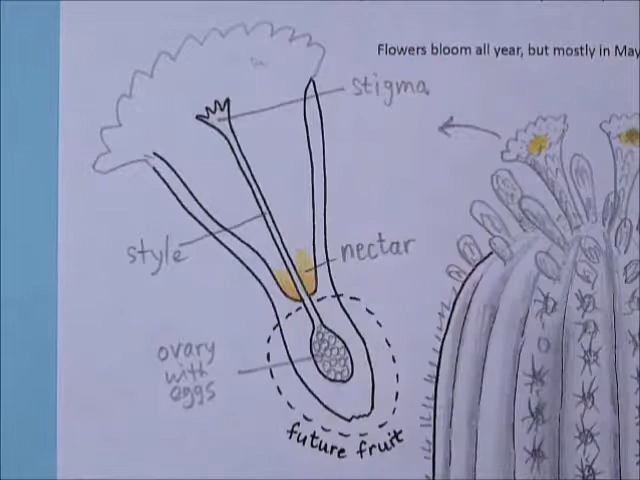 Flowers bloom all year, but mostly in May
stigma
style
nectar
ovary
with
eggs
future fruit